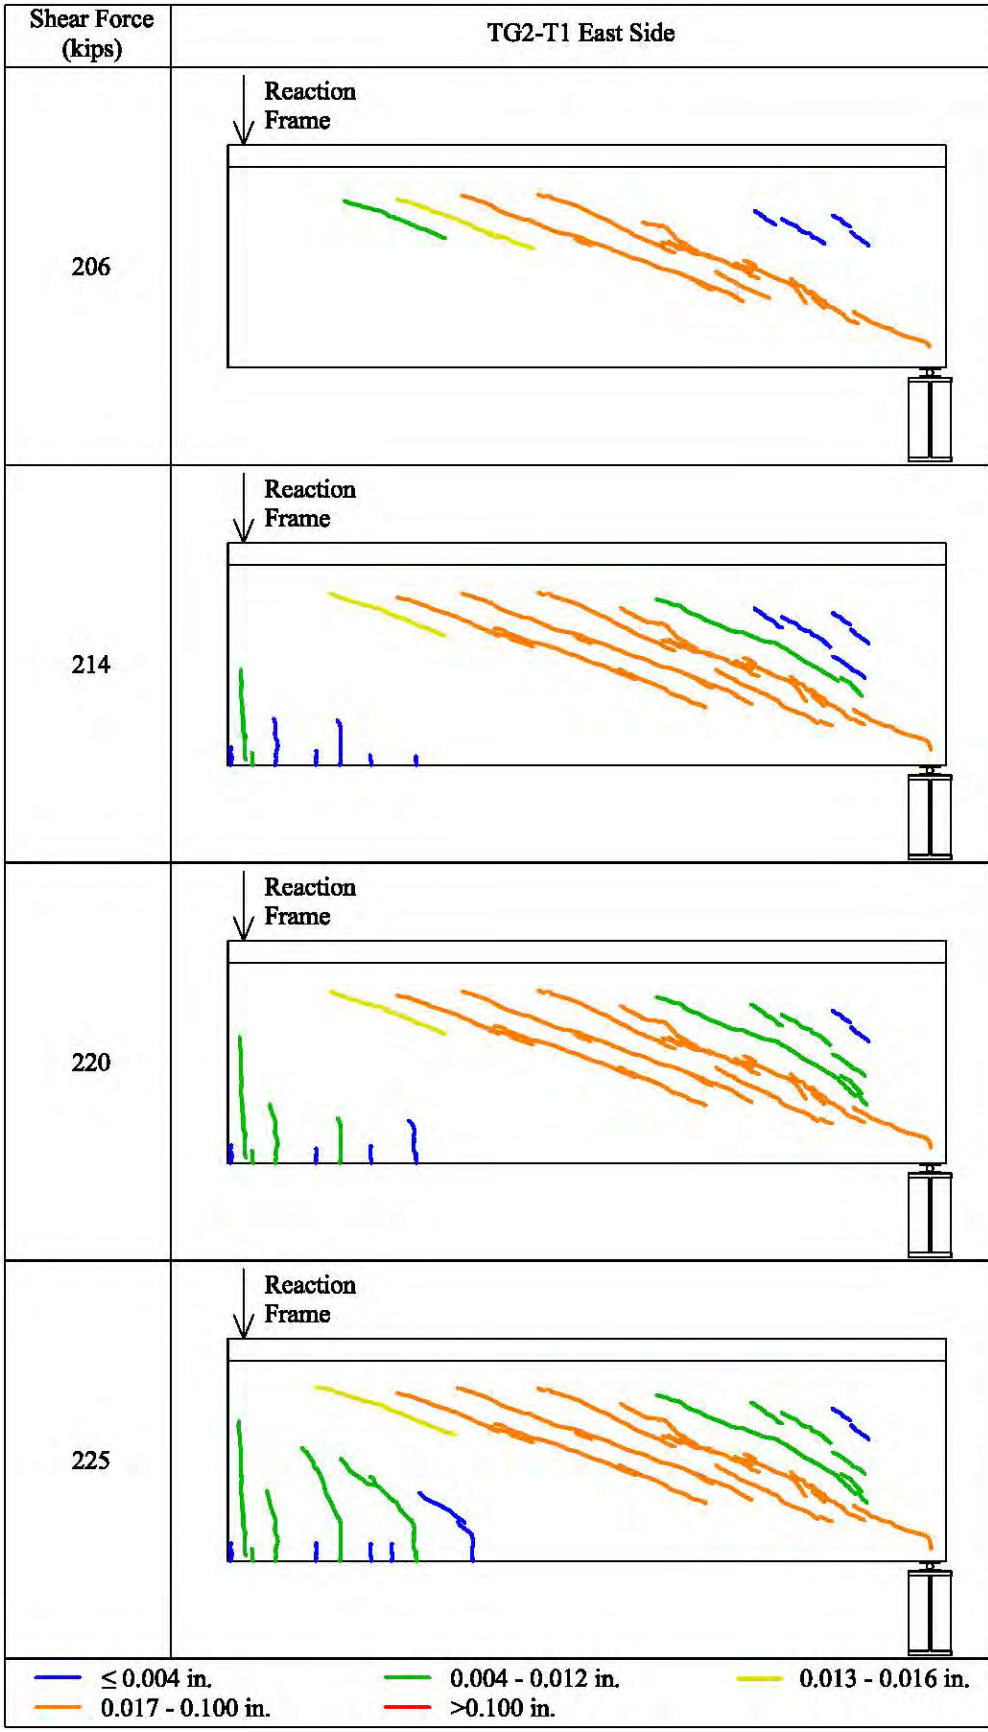 Shear Force
(kips)
TG2-T1 East Side
206
Reaction
Frame
214
Reaction
Frame
220
Reaction
Frame
225
Reaction
Frame
≤ 0.004 in.
0.004 - 0.012 in.
0.013 - 0.016 in.
0.017 - 0.100 in.
>0.100 in.